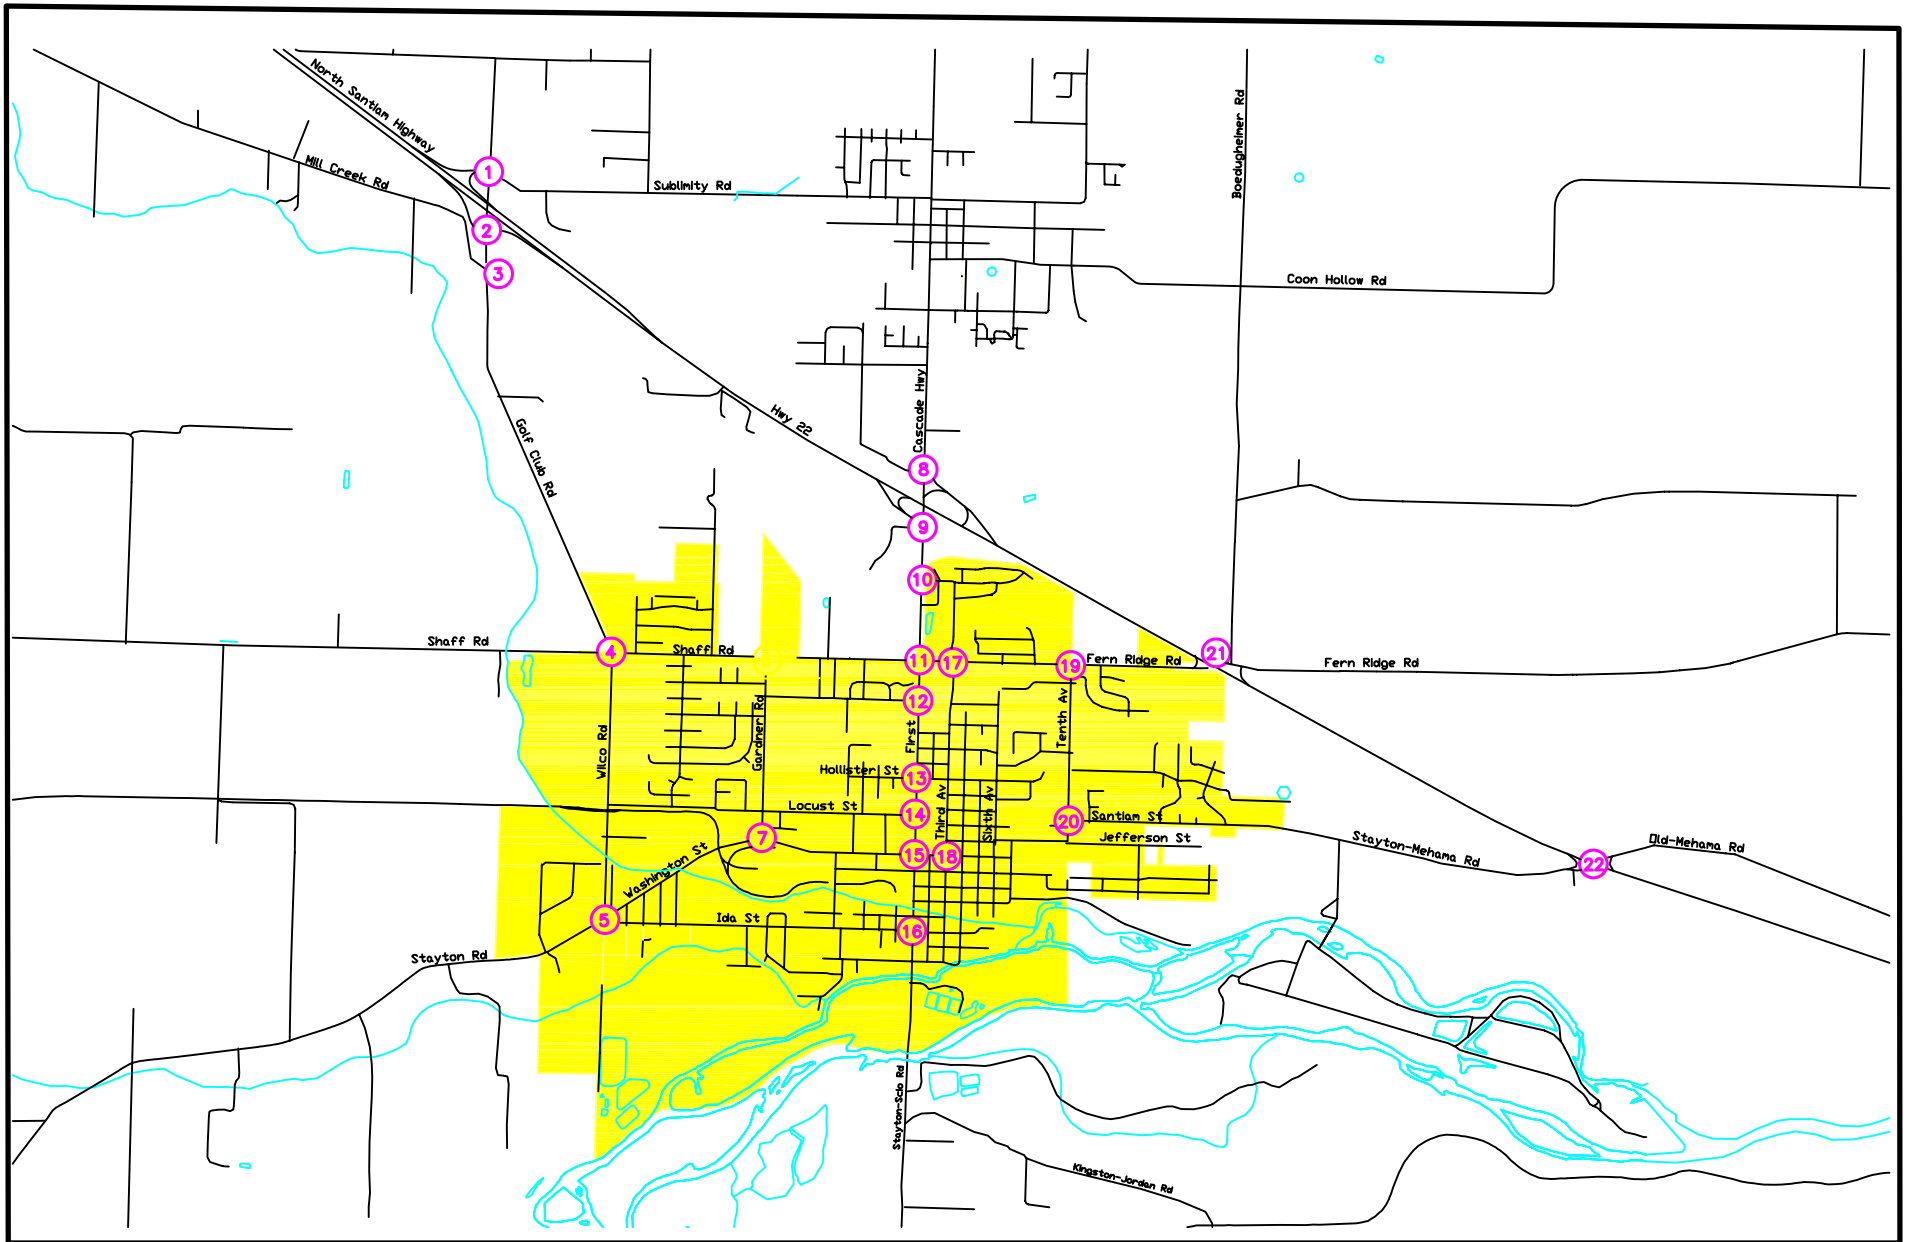 North Santiam Highway
Boedugheimer Rd
1
Mill Creek Rd
Sublimity Rd
2
3
Coon Hollow Rd
Cascade Hwy
Hwy 22
Golf Club Rd
8
9
10
Shaff Rd
4
Shaff Rd
11
17
19
Fern Ridge Rd
21
Fern Ridge Rd
12
Wilco Rd
Gardner Rd
First
Tenth Av
Hollister St
13
Locust St
14
Third Av
Sixth Av
20
Santiam St
Jefferson St
7
Stayton-Mehama Rd
Old-Mehama Rd
15
18
22
Washington St
5
Ida St
16
Stayton Rd
Stayton-Scio Rd
Kingston-Jordan Rd